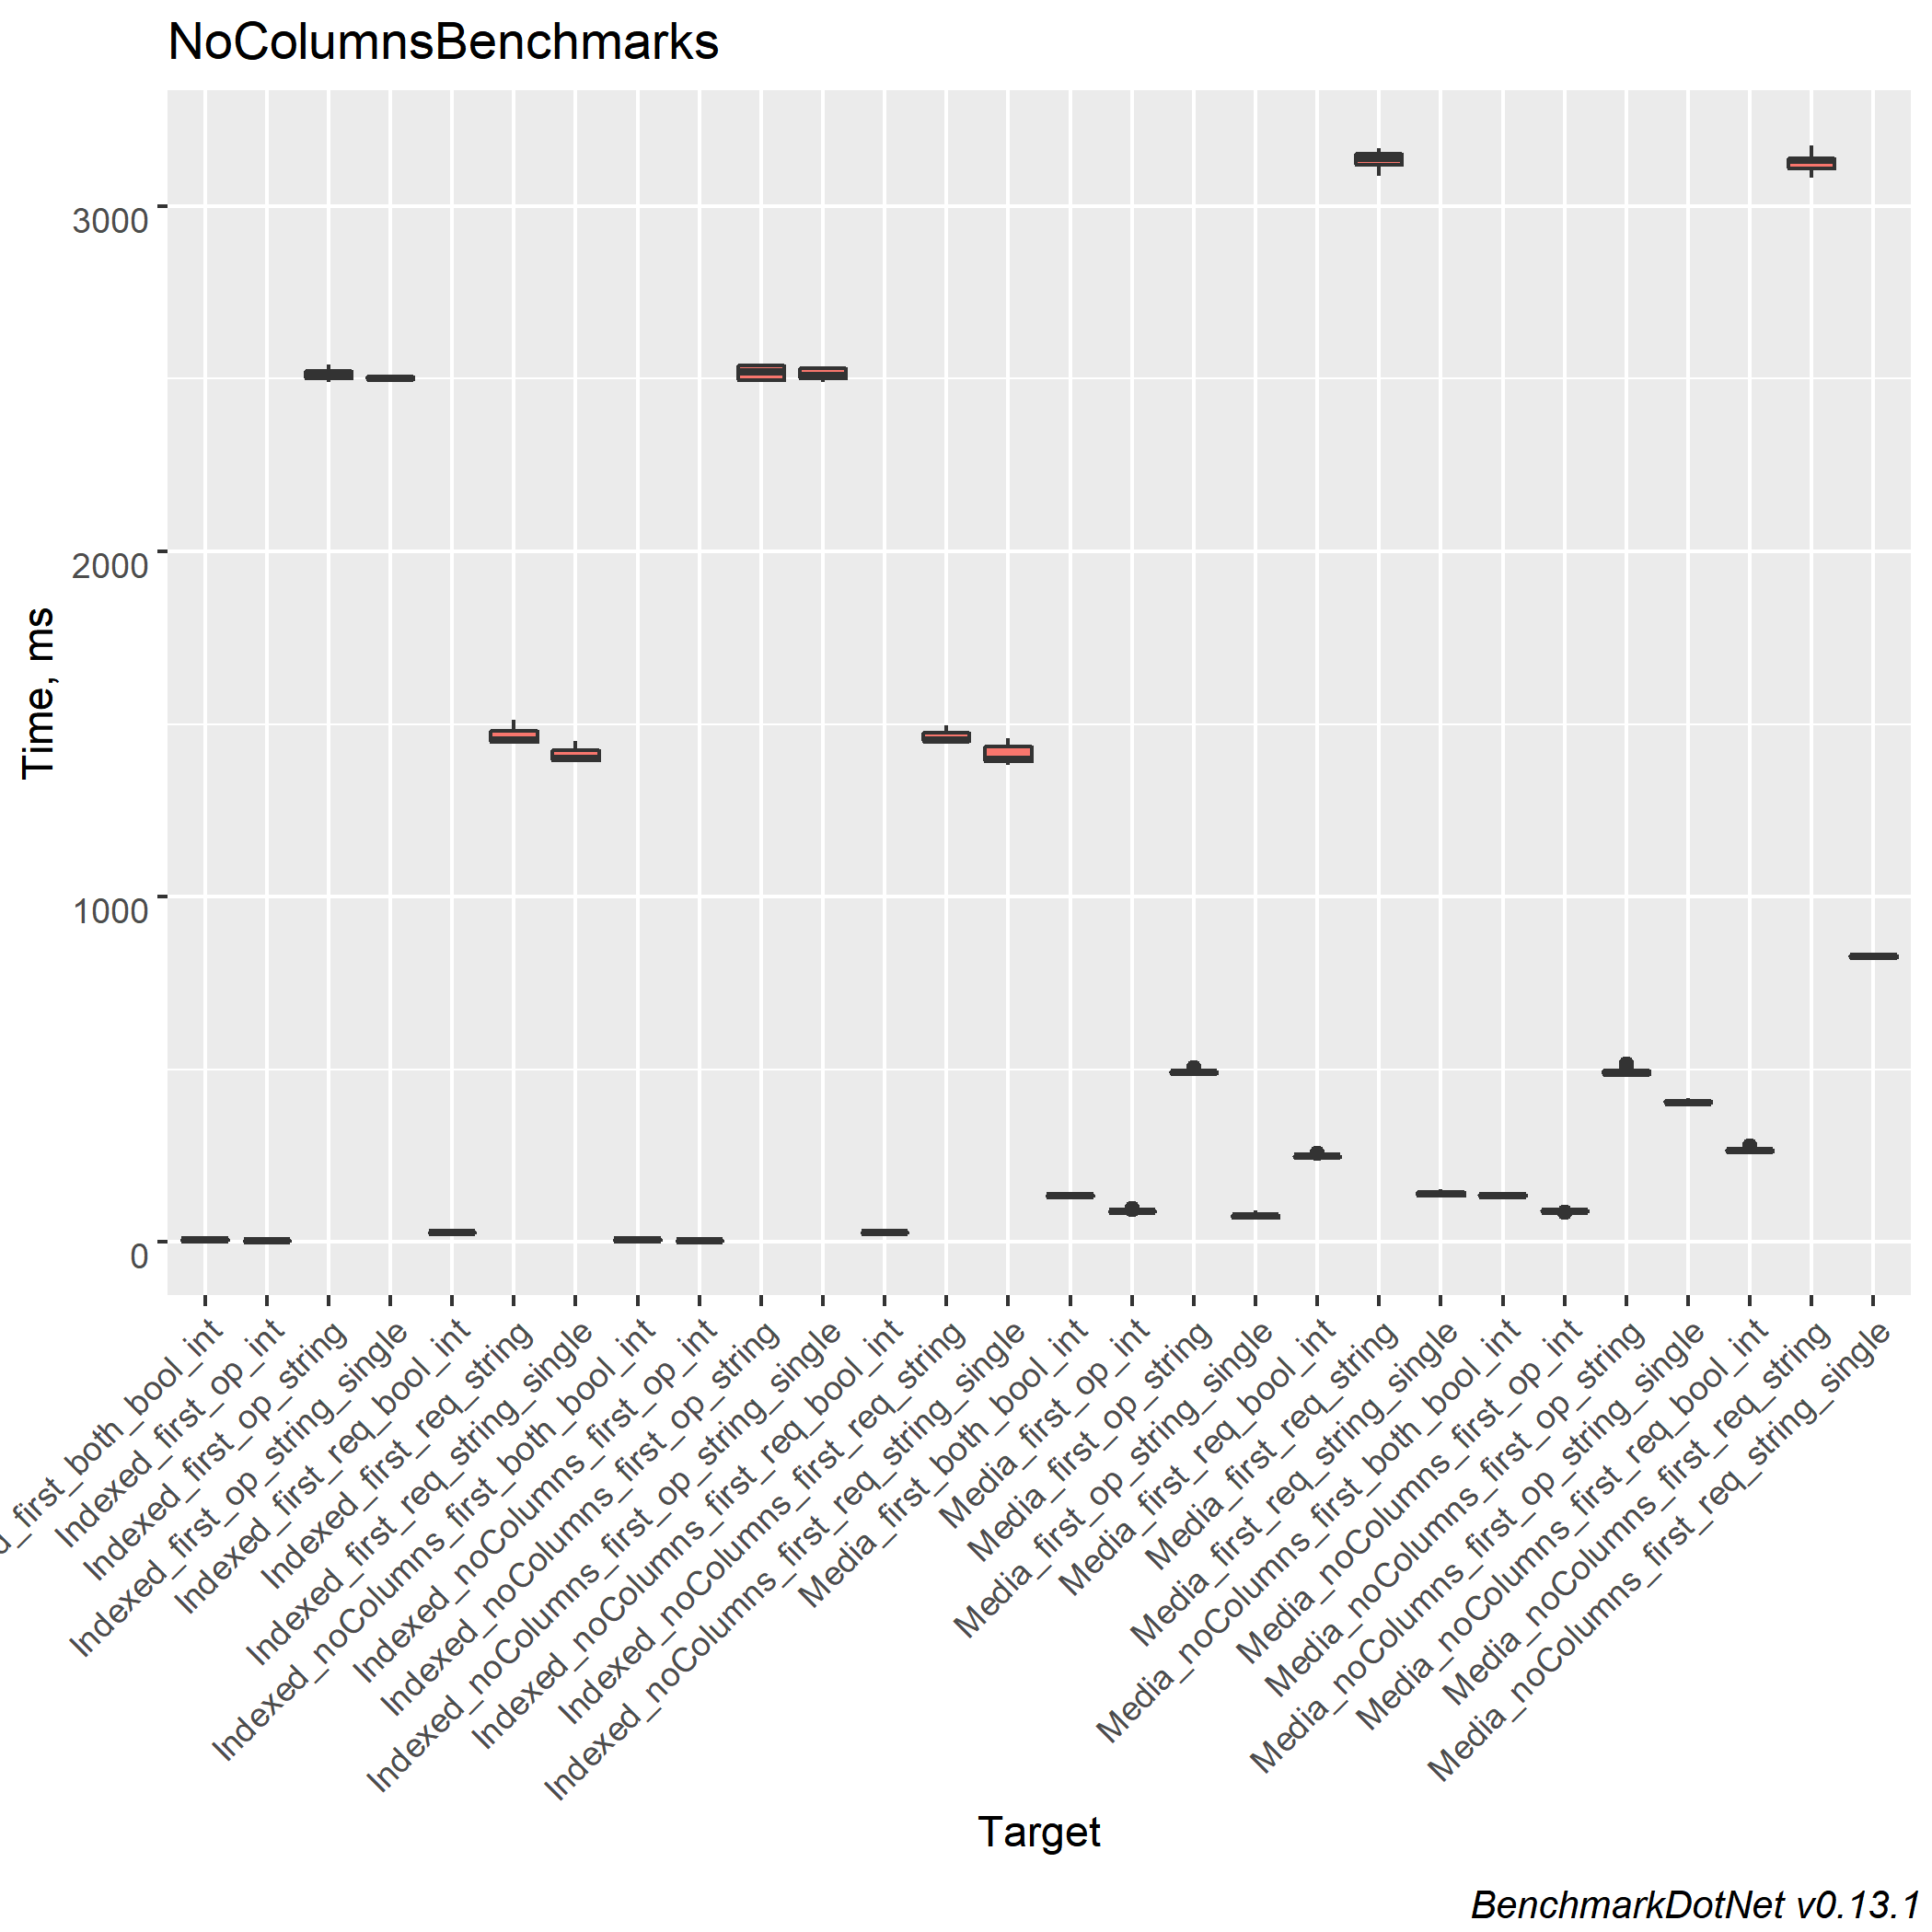 NoColumnsBenchmarks
Time, ms
3000
2000
1000
0
d_first_both_bool_int
Indexed_first_op_int
Indexed_first_op_string
Indexed_first_op_string_single
Indexed_first_req_bool_int
Indexed_first_req_string
Indexed_first_req_string_single
Indexed_noColumns_first_both_bool_int
Indexed_noColumns_first_op_int
Indexed_noColumns_first_op_string
Indexed_noColumns_first_op_string_single
Indexed_noColumns_first_req_bool_int
Indexed_noColumns_first_req_string
Indexed_noColumns_first_req_string_single
Media_first_both_bool_int
Media_first_op_int
Media_first_op_string
Media_first_op_string_single
Media_first_req_bool_int
Media_first_req_string
Media_first_req_string_single
Media_noColumns_first_both_bool_int
Media_noColumns_first_op_int
Media_noColumns_first_op_string
Media_noColumns_first_op_string_single
Media_noColumns_first_req_bool_int
Media_noColumns_first_req_string
Media_noColumns_first_req_string_single
Target
BenchmarkDotNet v0.13.1